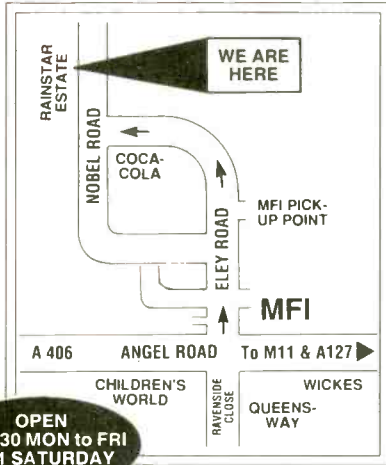 WE ARE
HERE
RAINSTAR
ESTATE
NOBEL ROAD
COCA-
COLA
MFI PICK-
UP POINT
ELEY ROAD
MFI
A 406 ANGEL ROAD To M11 & A127
CHILDREN'S
WORLD
RAVENSIDE
CLOSE
WICKES
QUEENS-
WAY
OPEN
30 MON to FRI
SATURDAY